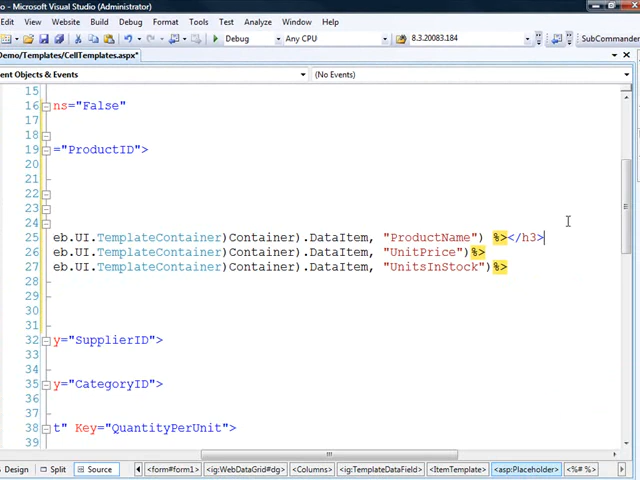 o - Microsoft Visual Studio (Administrator)
Edit View Website Build Debug Format Tools Test Analyze Window Help
Debug Any CPU 8.3.20083.184 SubCommander
Demo/Templates/CellTemplates.aspx*
ent Objects & Events (No Events)
15
16 ns="False"
17
18
19 ="ProductID">
20
21
22
23
24
25 eb.UI.TemplateContainer)Container).DataItem, "ProductName") %></h3>
26 eb.UI.TemplateContainer)Container).DataItem, "UnitPrice")%>
27 eb.UI.TemplateContainer)Container).DataItem, "UnitsInStock")%>
28
29
30
31
32 y="SupplierID">
33
34
35 y="CategoryID">
36
37
38 t" Key="QuantityPerUnit">
39
Design Split Source <form#form1> <ig:WebDataGrid#dg> <Columns> <ig:TemplateDataField> <ItemTemplate> <asp:Placeholder> <%# %>